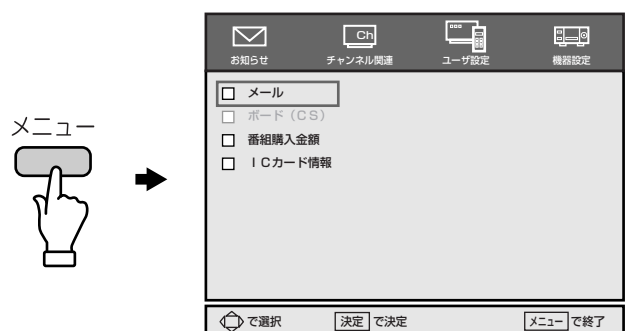 メニュー
Ch
お知らせ チャンネル関連 ユーザ設定 機器設定
メール
ボード（CS）
番組購入金額
ICカード情報
で選択 決定 で決定 メニュー で終了